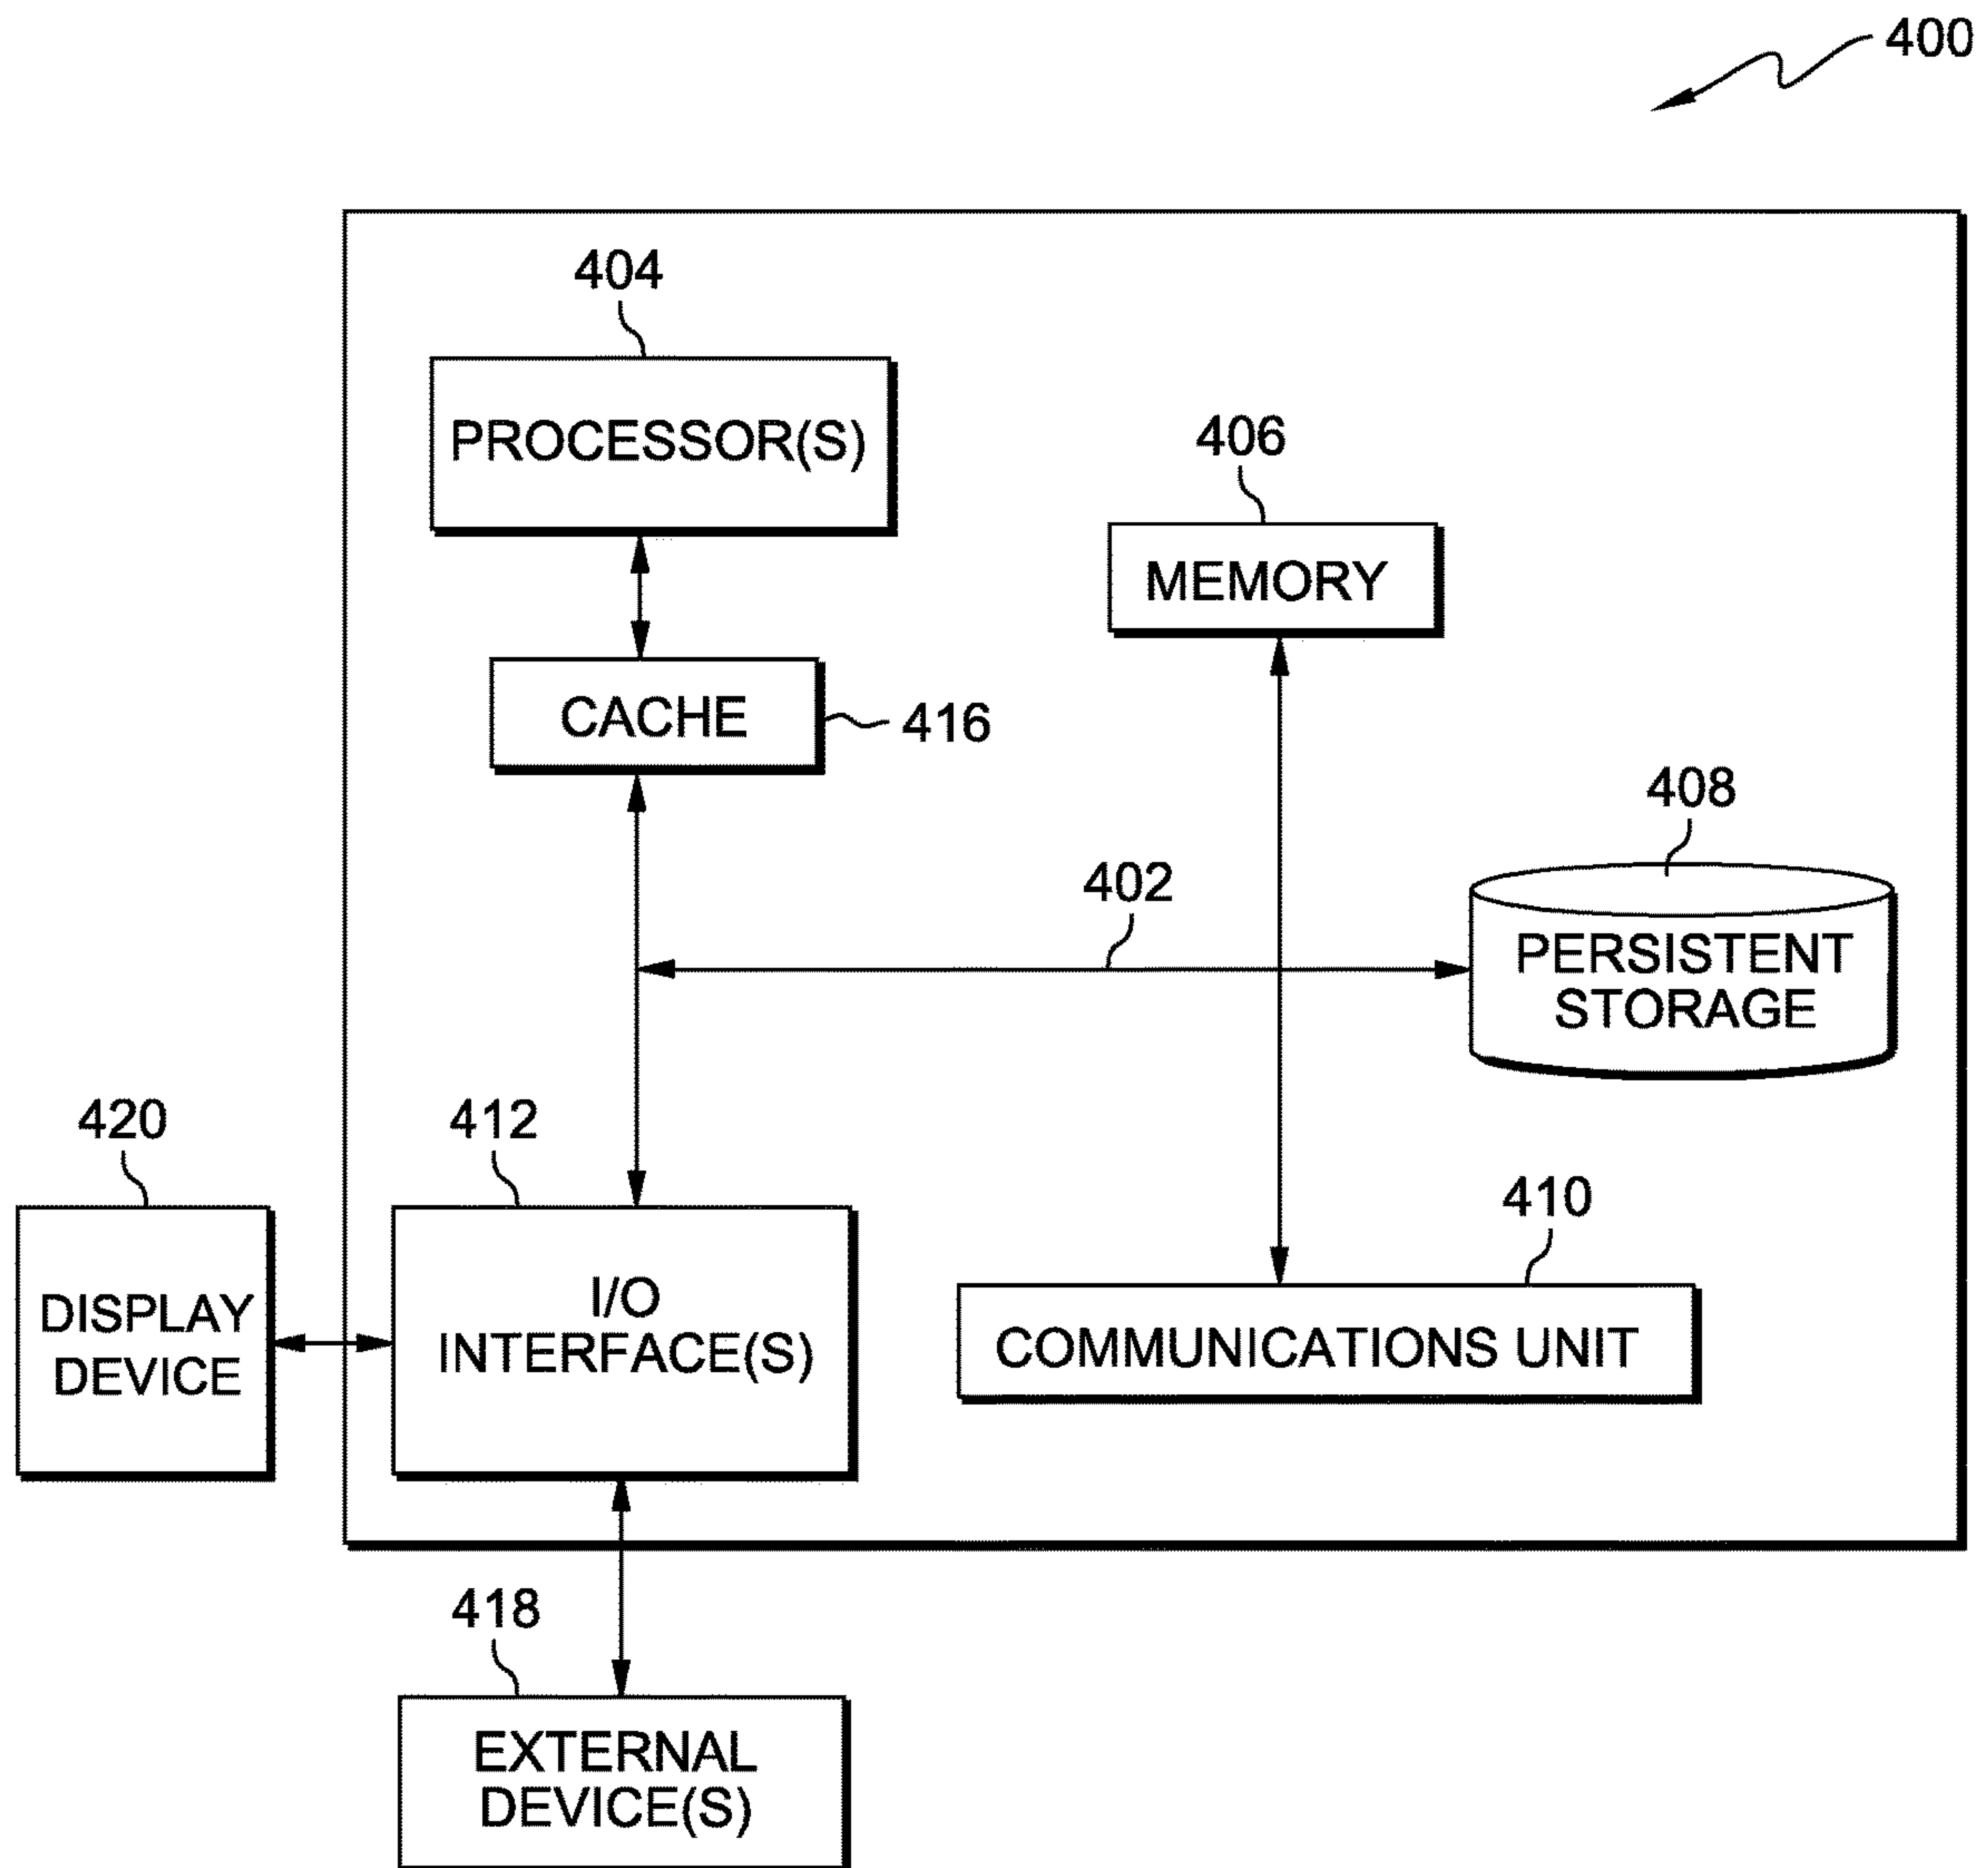 400
404
PROCESSOR(S)
406
MEMORY
CACHE
416
408
402
PERSISTENT
STORAGE
420
412
410
DISPLAY
DEVICE
I/O
INTERFACE(S)
COMMUNICATIONS UNIT
418
EXTERNAL
DEVICE(S)